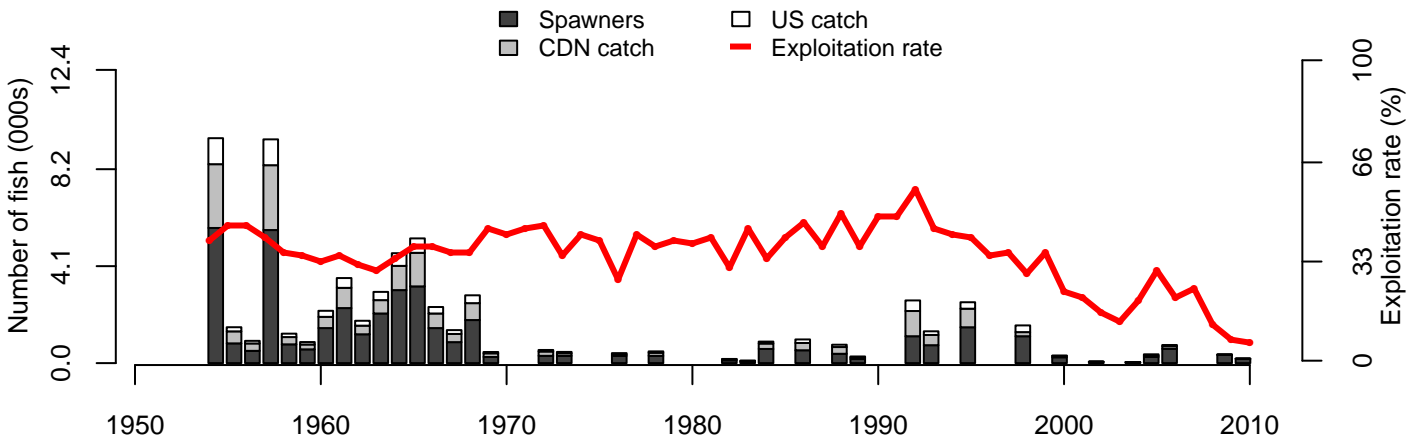 Spawners
US catch
CDN catch
Exploitation rate
Number of fish (000s)
12.4
8.2
4.1
0.0
Exploitation rate (%)
100
66
33
0
1950
1960
1970
1980
1990
2000
2010